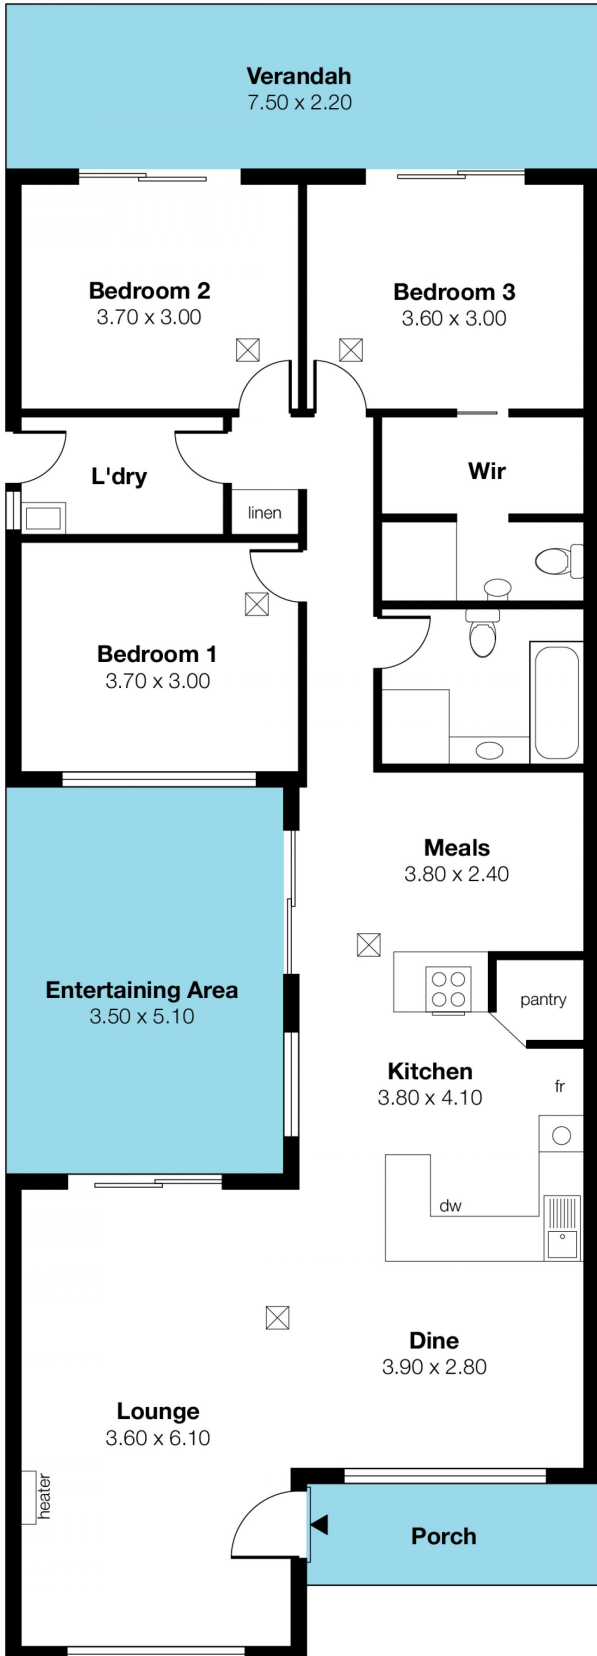 Verandah
7.50 x 2.20
Bedroom 2
3.70 x 3.00
Bedroom 3
3.60 x 3.00
L'dry
Wir
linen
Bedroom 1
3.70 x 3.00
Meals
3.80 x 2.40
Entertaining Area
3.50 x 5.10
pantry
Kitchen
3.80 x 4.10
fr
dw
Dine
3.90 x 2.80
Lounge
3.60 x 6.10
heater
Porch